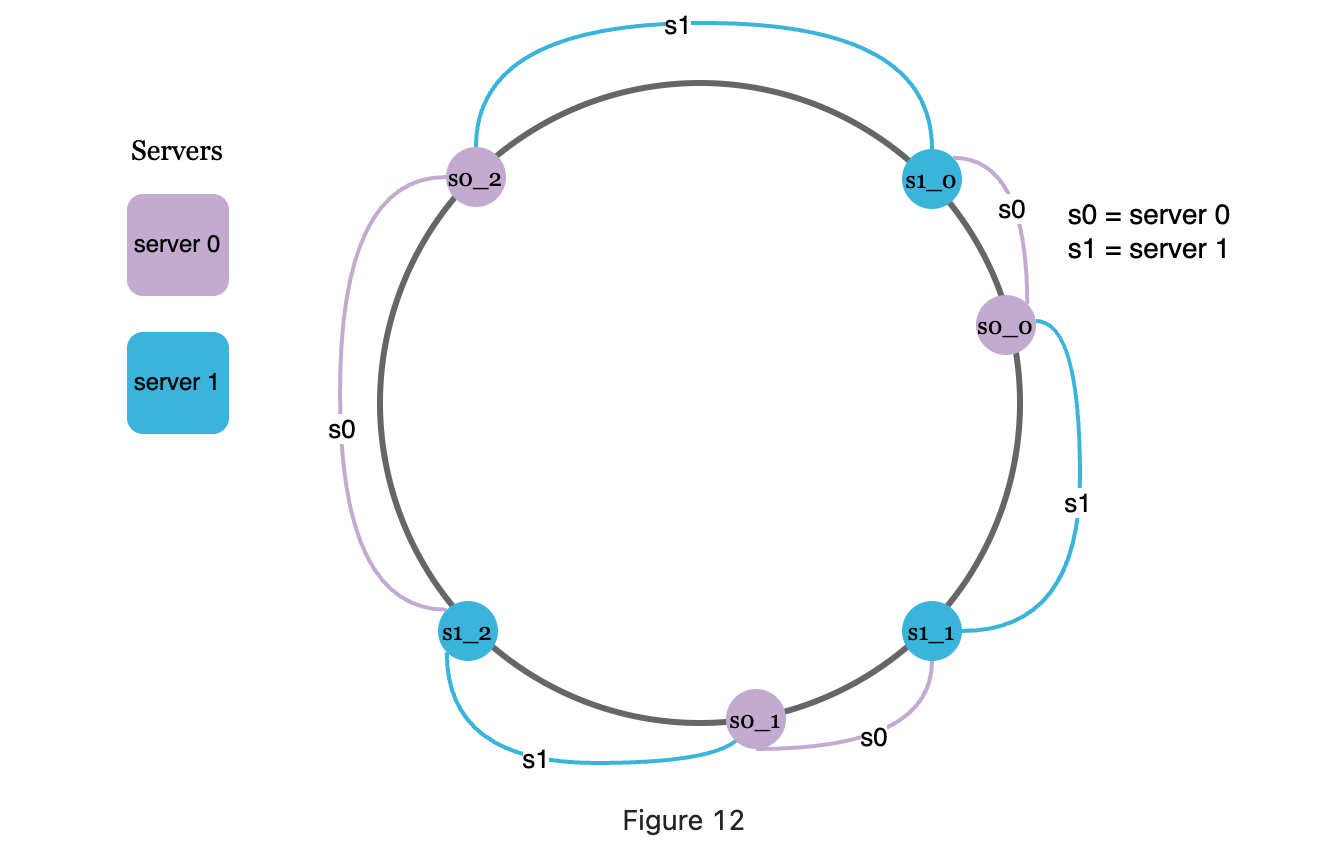 s1
Servers
s0_2
s1_0
s0
s0 = server 0
server 0
s1 = server 1
s0_0
server 1
s0
s1
s1_2
s1_1
s0_1
s0
s1
Figure 12